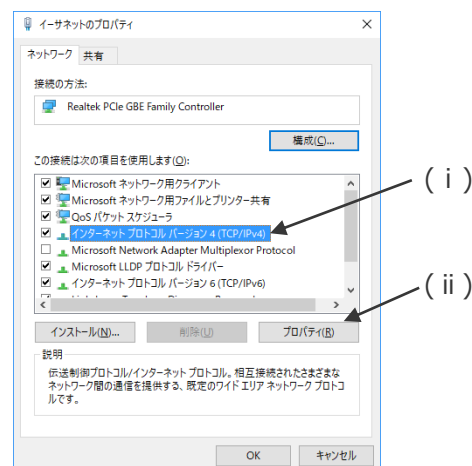 イーサネットのプロパティ
ネットワーク 共有
接続の方法:
Realtek PCIe GBE Family Controller
構成(C)...
この接続は次の項目を使用します(O):
Microsoft ネットワーク用クライアント
Microsoft ネットワーク用ファイルとプリンター共有
QoS パケット スケジューラ
インターネット プロトコル バージョン 4 (TCP/IPv4)
Microsoft Network Adapter Multiplexor Protocol
Microsoft LLDP プロトコル ドライバー
インターネット プロトコル バージョン 6 (TCP/IPv6)
インストール(N)... 削除(U) プロパティ(R)
説明
伝送制御プロトコル/インターネット プロトコル。相互接続されたさまざまな
ネットワーク間の通信を提供する、既定のワイド エリア ネットワーク プロトコ
ルです。
OK キャンセル
(ⅰ)
(ⅱ)